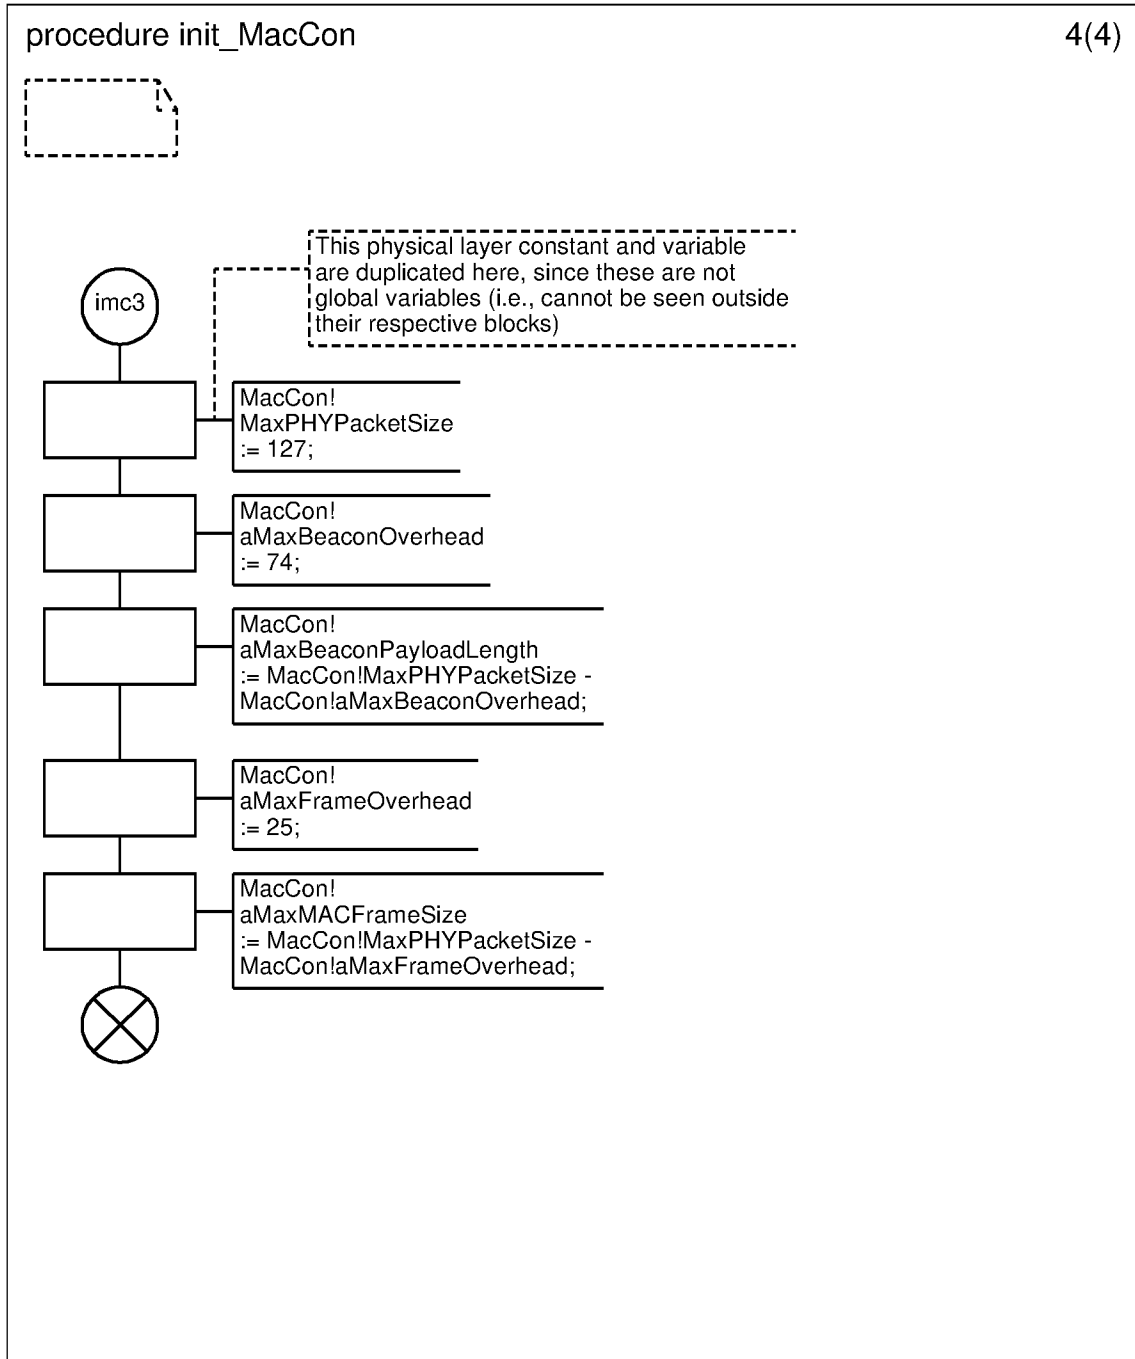 procedure init_MacCon
4(4)
This physical layer constant and variable
are duplicated here, since these are not
global variables (i.e., cannot be seen outside
their respective blocks)
imc3
MacCon!
MaxPHYPacketSize
:= 127;
MacCon!
aMaxBeaconOverhead
:= 74;
MacCon!
aMaxBeaconPayloadLength
:= MacCon!MaxPHYPacketSize -
MacCon!aMaxBeaconOverhead;
MacCon!
aMaxFrameOverhead
:= 25;
MacCon!
aMaxMACFrameSize
:= MacCon!MaxPHYPacketSize -
MacCon!aMaxFrameOverhead;